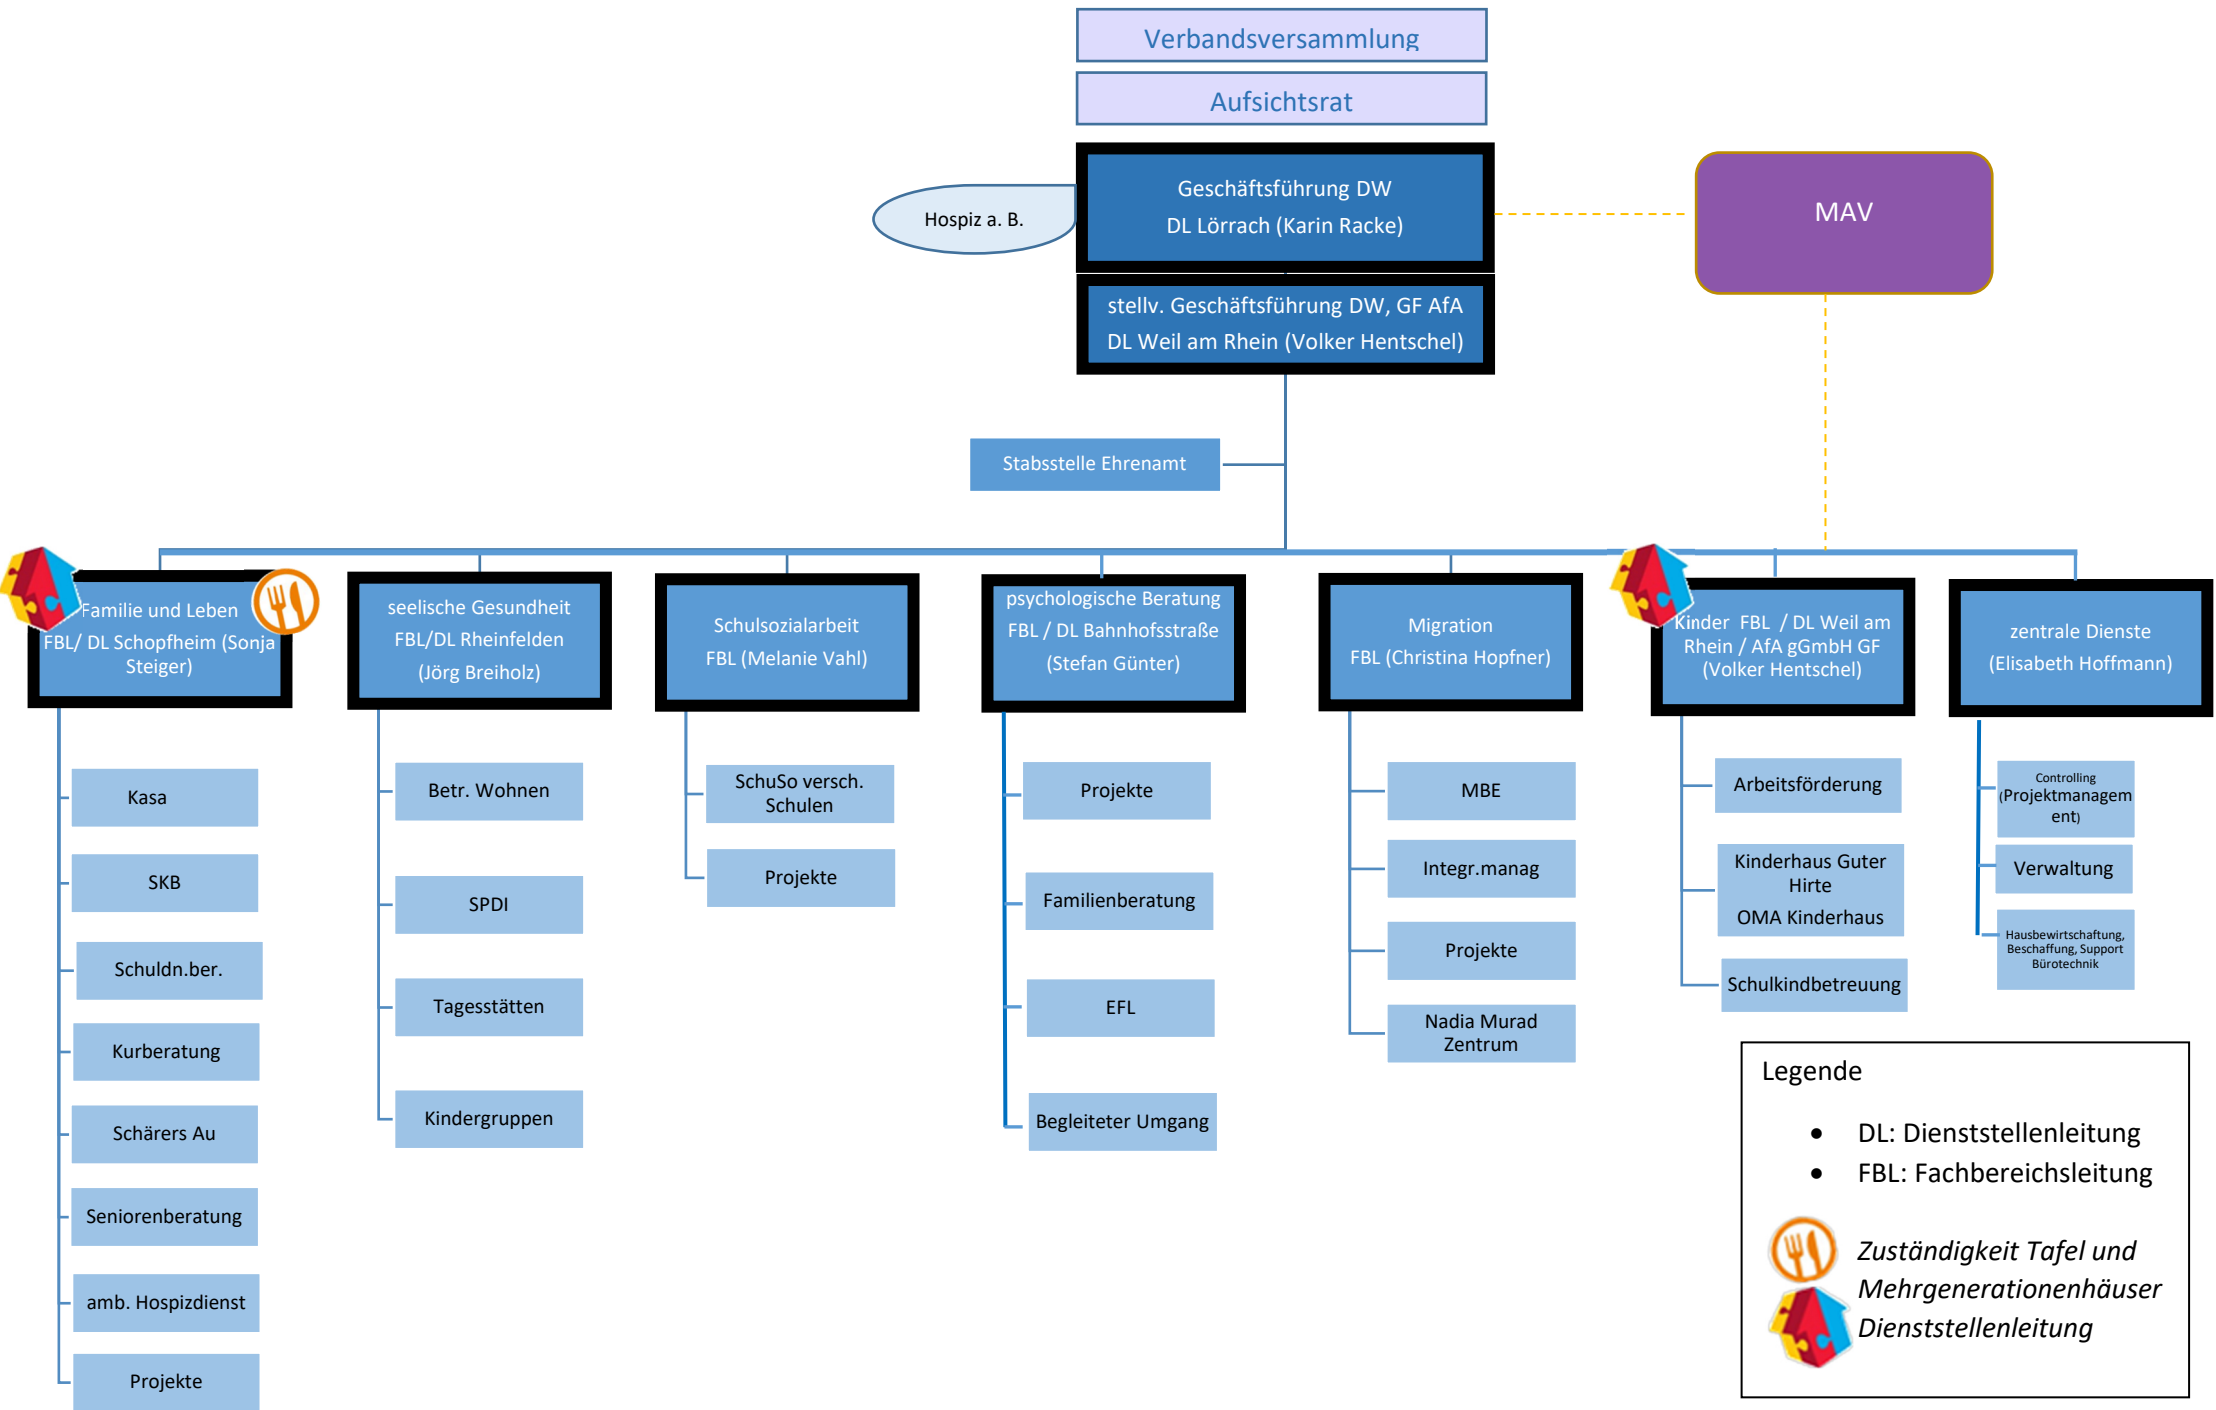 Verbandsversammlung
Aufsichtsrat
Geschäftsführung DW
DL Lörrach (Karin Racke)
Hospiz a. B.
MAV
stellv. Geschäftsführung DW, GF AfA
DL Weil am Rhein (Volker Hentschel)
Stabsstelle Ehrenamt
Familie und Leben
FBL/ DL Schopfheim (Sonja
Steiger)
Kasa
SKB
Schuldn.ber.
Kurberatung
Schärers Au
Seniorenberatung
amb. Hospizdienst
Projekte
seelische Gesundheit
FBL/DL Rheinfelden
(Jörg Breiholz)
Betr. Wohnen
SPDI
Tagesstätten
Kindergruppen
Schulsozialarbeit
FBL (Melanie Vahl)
SchuSo versch.
Schulen
Projekte
psychologische Beratung
FBL / DL Bahnhofsstraße
(Stefan Günter)
Projekte
Familienberatung
EFL
Begleiteter Umgang
Migration
FBL (Christina Hopfner)
MBE
Integr.manag
Projekte
Nadia Murad
Zentrum
Kinder  FBL  / DL Weil am
Rhein / AfA gGmbH GF
(Volker Hentschel)
Arbeitsförderung
Kinderhaus Guter
Hirte
OMA Kinderhaus
Schulkindbetreuung
zentrale Dienste
(Elisabeth Hoffmann)
Controlling
(Projektmanagem
ent)
Verwaltung
Hausbewirtschaftung,
Beschaffung, Support
Bürotechnik
Legende
• DL: Dienststellenleitung
• FBL: Fachbereichsleitung
Zuständigkeit Tafel und
Mehrgenerationenhäuser
Dienststellenleitung